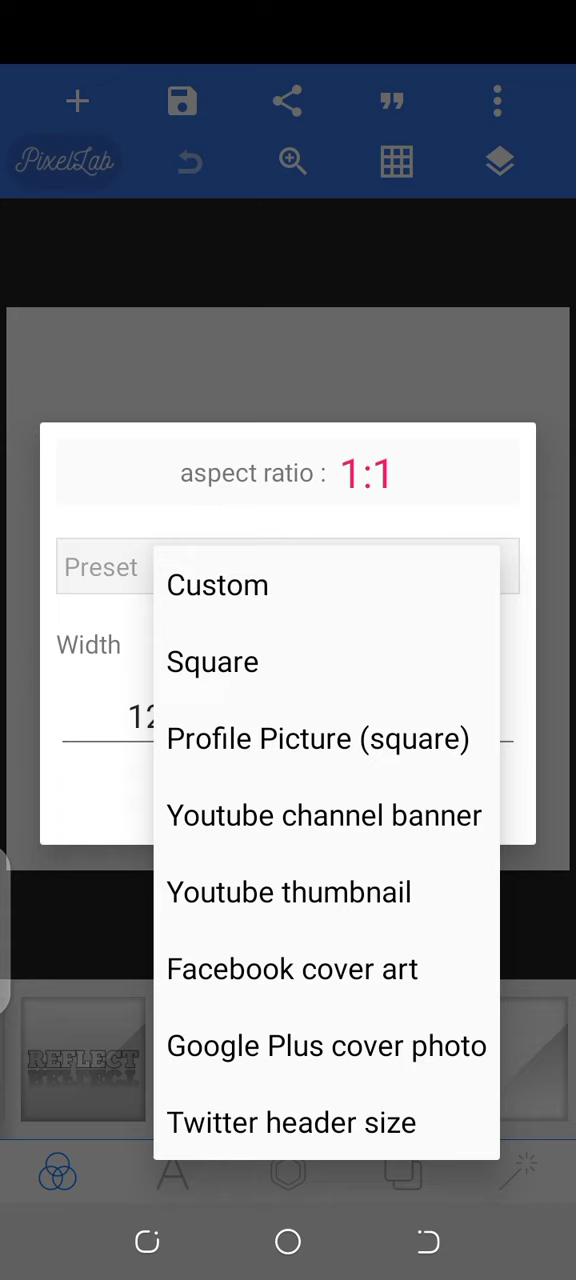 PixelLab
aspect ratio : 1:1
Preset
Custom
Square
Width
12
Profile Picture (square)
Youtube channel banner
Youtube thumbnail
Facebook cover art
Google Plus cover photo
REFLECT
Twitter header size